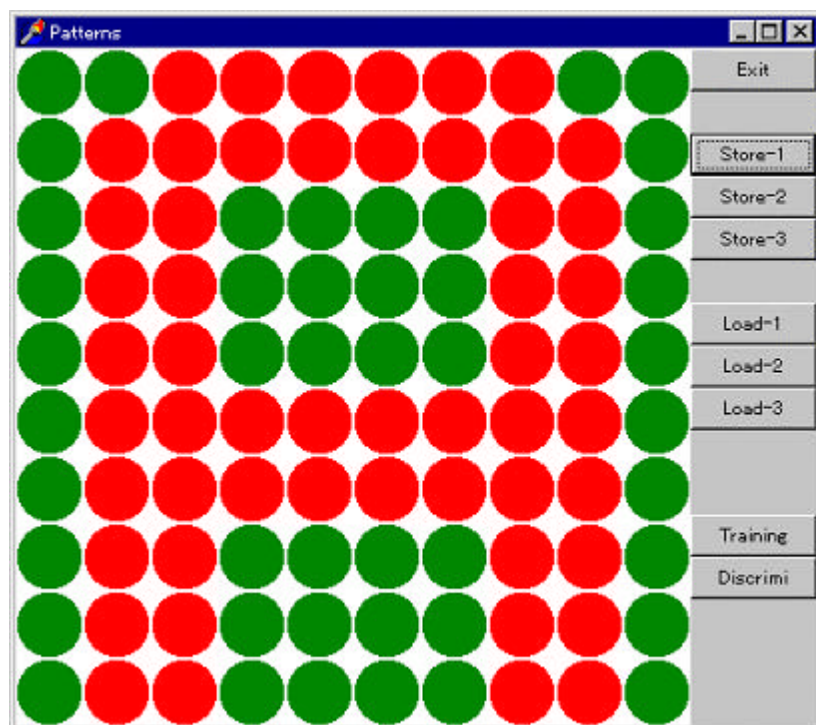 Patterns
Exit
Store-1
Store-2
Store-3
Load-1
Load-2
Load-3
Training
Discrimi